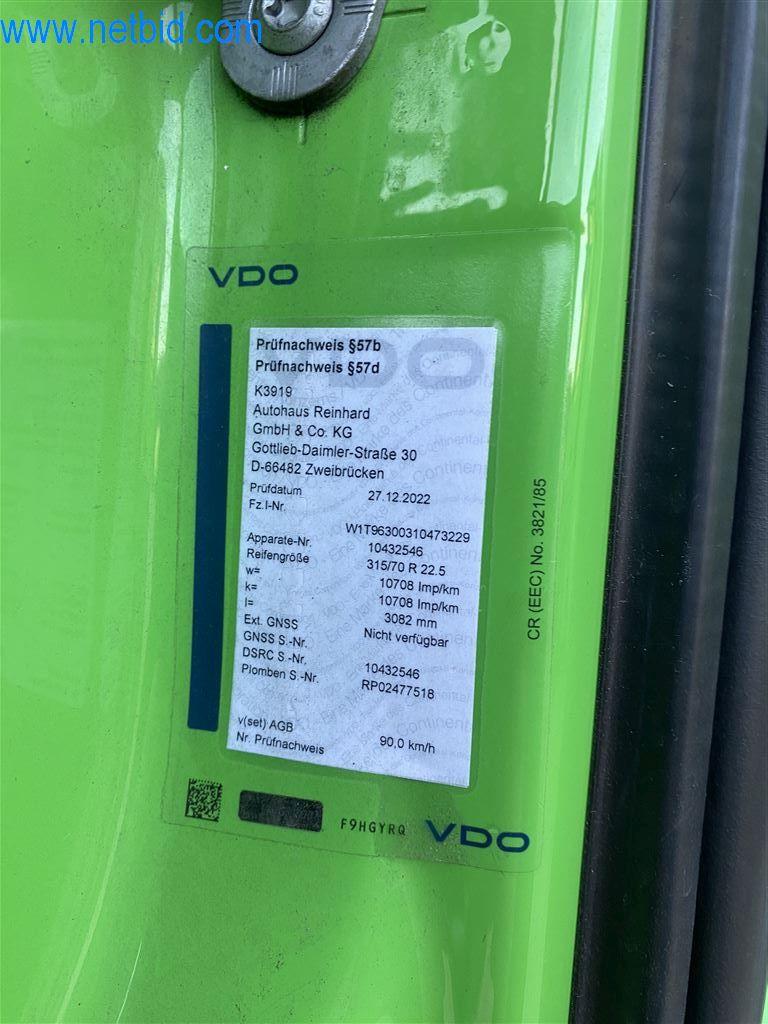 www.netbid.com
VDO
Prüfnachweis §57b
Prüfnachweis §57d
K3919
Autohaus Reinhard
GmbH & Co. KG
Gottlieb-Daimler-Straße 30
D-66482 Zweibrücken
Prüfdatum 27.12.2022
Fz.I-Nr. W1T96300310473229
Apparate-Nr. 10432546
Reifengröße 315/70 R 22.5
w= 10708 Imp/km
k= 10708 Imp/km
l= 3082 mm
Ext. GNSS Nicht verfügbar
GNSS S.-Nr.
DSRC S.-Nr. 10432546
Plomben S.-Nr. RP02477518
v(set) AGB 90,0 km/h
Nr. Prüfnachweis
CR (EEC) No. 3821/85
F9HGYRQ
VDO